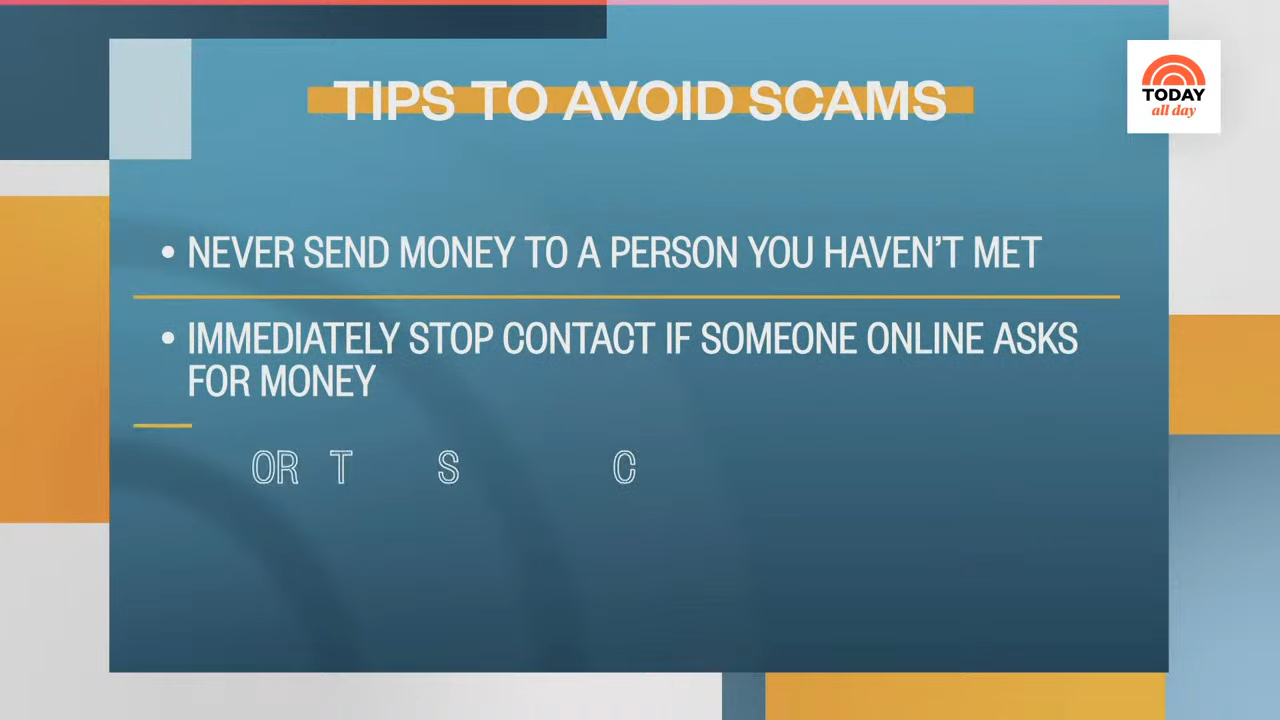 TIPS TO AVOID SCAMS
TODAY
all day
• NEVER SEND MONEY TO A PERSON YOU HAVEN’T MET
• IMMEDIATELY STOP CONTACT IF SOMEONE ONLINE ASKS
FOR MONEY
OR T S C